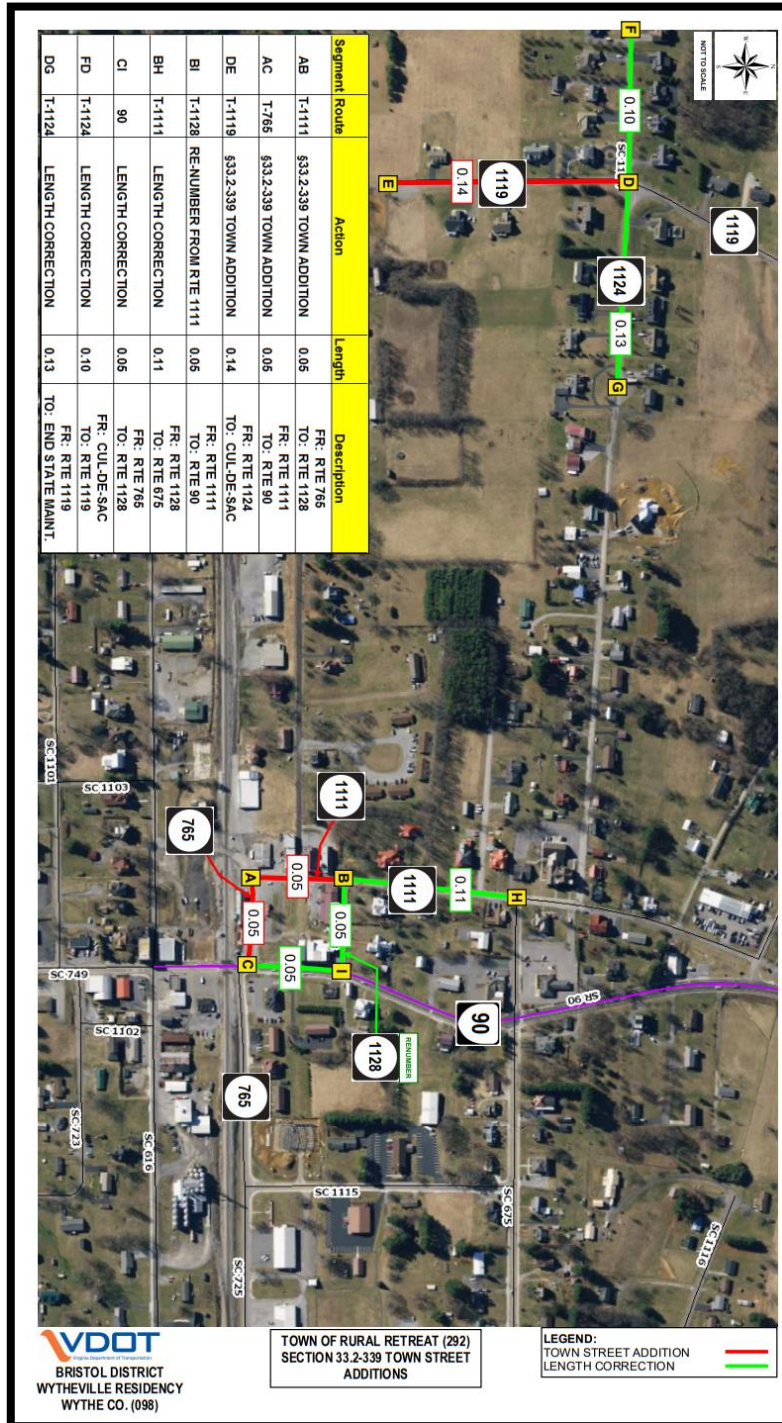 NOT TO SCALE
N
E
S
W
F
0.10
SC 11
D
1119
1124
0.13
G
1119
0.14
E
Segment Route Action Length Description
AB T-1111 §33.2-339 TOWN ADDITION 0.05 FR: RTE 765
TO: RTE 1128
AC T-765 §33.2-339 TOWN ADDITION 0.05 FR: RTE 1111
TO: RTE 90
DE T-1119 §33.2-339 TOWN ADDITION 0.14 FR: RTE 1124
TO: CUL-DE-SAC
BI T-1128 RE-NUMBER FROM RTE 1111 0.05 FR: RTE 1111
TO: RTE 90
BH T-1111 LENGTH CORRECTION 0.11 FR: RTE 1128
TO: RTE 675
CI 90 LENGTH CORRECTION 0.05 FR: RTE 765
TO: RTE 1128
FD T-1124 LENGTH CORRECTION 0.10 FR: CUL-DE-SAC
TO: RTE 1119
DG T-1124 LENGTH CORRECTION 0.13 FR: RTE 1119
TO: END STATE MAINT.
SC 1101
SC 1103
765
1111
A
0.05
B
1111
0.11
H
0.05
0.05
C
0.05
I
SC 749
90
SR 90
RENUMBER
1128
SC 1102
765
SC 723
SC 616
SC 1115
SC 675
SC 1116
SC 725
VDOT
Virginia Department of Transportation
BRISTOL DISTRICT
WYTHEVILLE RESIDENCY
WYTHE CO. (098)
TOWN OF RURAL RETREAT (292)
SECTION 33.2-339 TOWN STREET
ADDITIONS
LEGEND:
TOWN STREET ADDITION
LENGTH CORRECTION